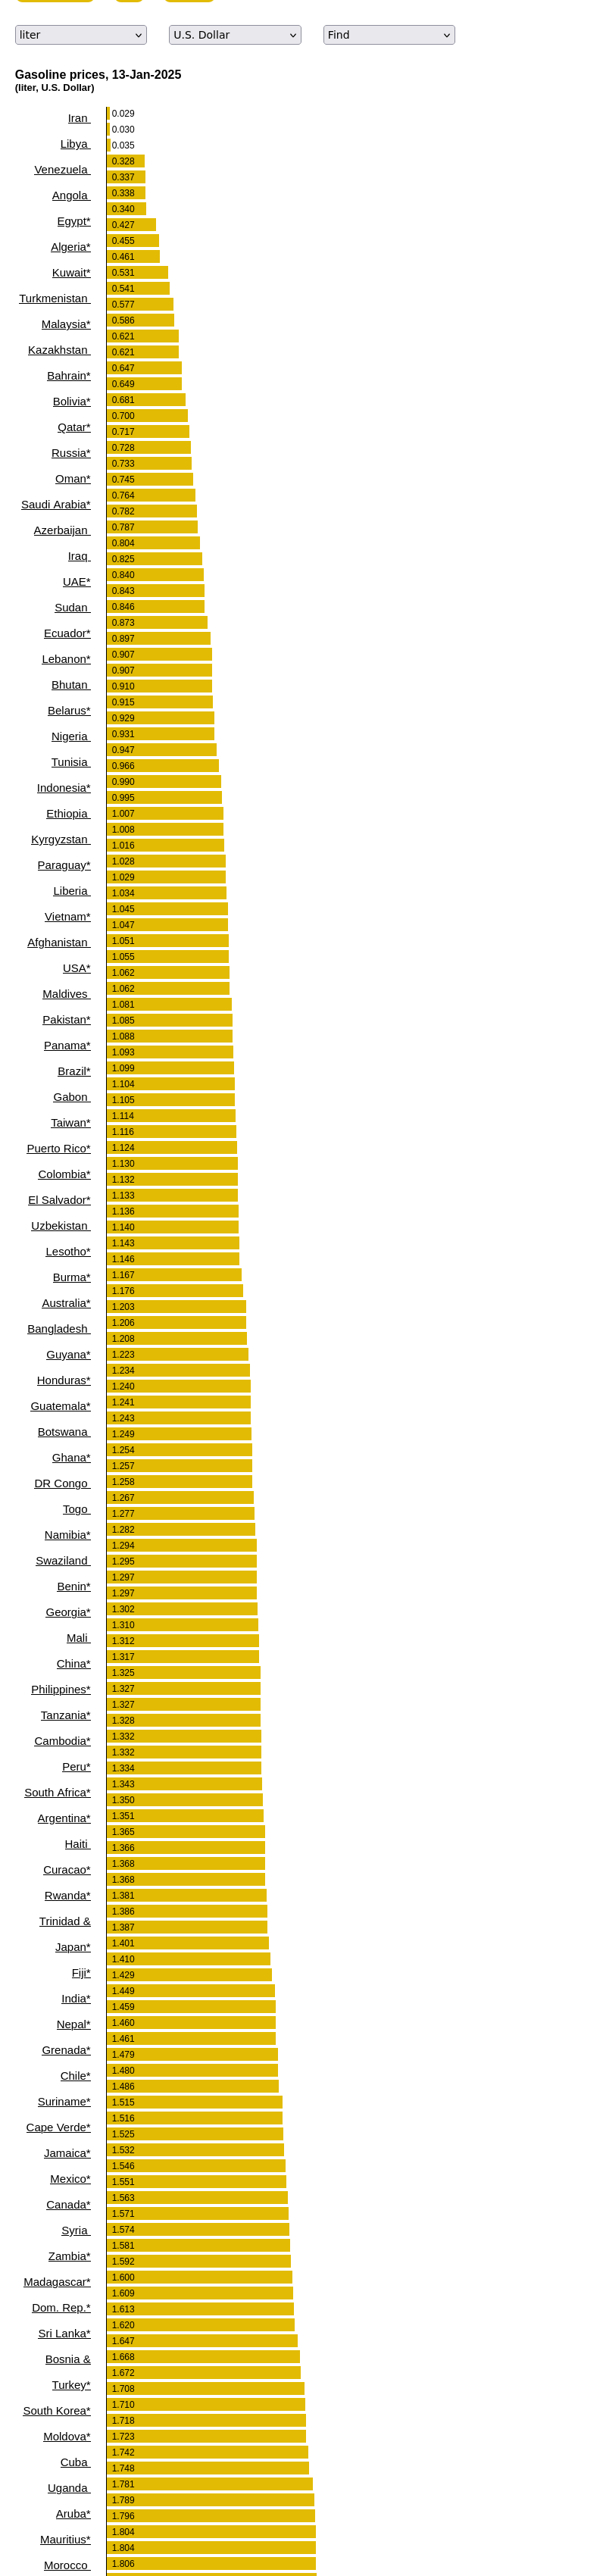 liter
U.S. Dollar
Find
Gasoline prices, 13-Jan-2025
(liter, U.S. Dollar)
Iran
Libya
Venezuela
Angola
Egypt*
Algeria*
Kuwait*
Turkmenistan
Malaysia*
Kazakhstan
Bahrain*
Bolivia*
Qatar*
Russia*
Oman*
Saudi Arabia*
Azerbaijan
Iraq
UAE*
Sudan
Ecuador*
Lebanon*
Bhutan
Belarus*
Nigeria
Tunisia
Indonesia*
Ethiopia
Kyrgyzstan
Paraguay*
Liberia
Vietnam*
Afghanistan
USA*
Maldives
Pakistan*
Panama*
Brazil*
Gabon
Taiwan*
Puerto Rico*
Colombia*
El Salvador*
Uzbekistan
Lesotho*
Burma*
Australia*
Bangladesh
Guyana*
Honduras*
Guatemala*
Botswana
Ghana*
DR Congo
Togo
Namibia*
Swaziland
Benin*
Georgia*
Mali
China*
Philippines*
Tanzania*
Cambodia*
Peru*
South Africa*
Argentina*
Haiti
Curacao*
Rwanda*
Trinidad &
Japan*
Fiji*
India*
Nepal*
Grenada*
Chile*
Suriname*
Cape Verde*
Jamaica*
Mexico*
Canada*
Syria
Zambia*
Madagascar*
Dom. Rep.*
Sri Lanka*
Bosnia &
Turkey*
South Korea*
Moldova*
Cuba
Uganda
Aruba*
Mauritius*
Morocco
0.029
0.030
0.035
0.328
0.337
0.338
0.340
0.427
0.455
0.461
0.531
0.541
0.577
0.586
0.621
0.621
0.647
0.649
0.681
0.700
0.717
0.728
0.733
0.745
0.764
0.782
0.787
0.804
0.825
0.840
0.843
0.846
0.873
0.897
0.907
0.907
0.910
0.915
0.929
0.931
0.947
0.966
0.990
0.995
1.007
1.008
1.016
1.028
1.029
1.034
1.045
1.047
1.051
1.055
1.062
1.062
1.081
1.085
1.088
1.093
1.099
1.104
1.105
1.114
1.116
1.124
1.130
1.132
1.133
1.136
1.140
1.143
1.146
1.167
1.176
1.203
1.206
1.208
1.223
1.234
1.240
1.241
1.243
1.249
1.254
1.257
1.258
1.267
1.277
1.282
1.294
1.295
1.297
1.297
1.302
1.310
1.312
1.317
1.325
1.327
1.327
1.328
1.332
1.332
1.334
1.343
1.350
1.351
1.365
1.366
1.368
1.368
1.381
1.386
1.387
1.401
1.410
1.429
1.449
1.459
1.460
1.461
1.479
1.480
1.486
1.515
1.516
1.525
1.532
1.546
1.551
1.563
1.571
1.574
1.581
1.592
1.600
1.609
1.613
1.620
1.647
1.668
1.672
1.708
1.710
1.718
1.723
1.742
1.748
1.781
1.789
1.796
1.804
1.804
1.806